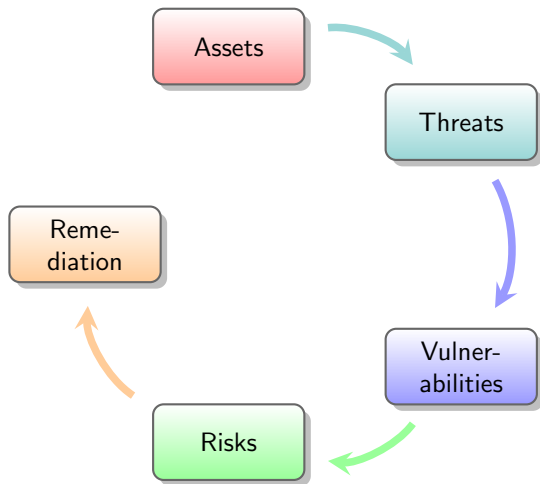 Assets
Threats
Vulner-
abilities
Risks
Reme-
diation